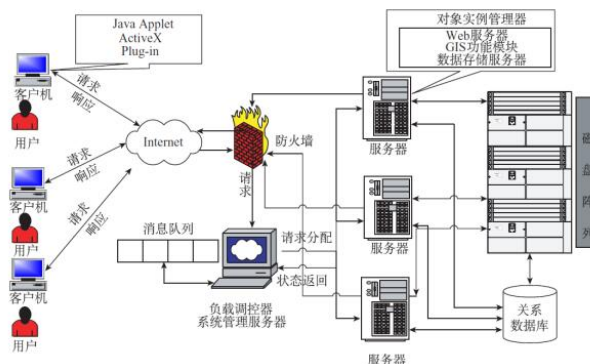 Java Applet
ActiveX
Plug-in
对象实例管理器
Web服务器
GIS功能模块
数据存储服务器
客户机
用户
请求
响应
Internet
防火墙
服务器
磁盘阵列
请求
响应
客户机
用户
请求
请求
响应
消息队列
请求分配
服务器
客户机
用户
状态返回
负载调控器
系统管理服务器
关系
数据库
服务器